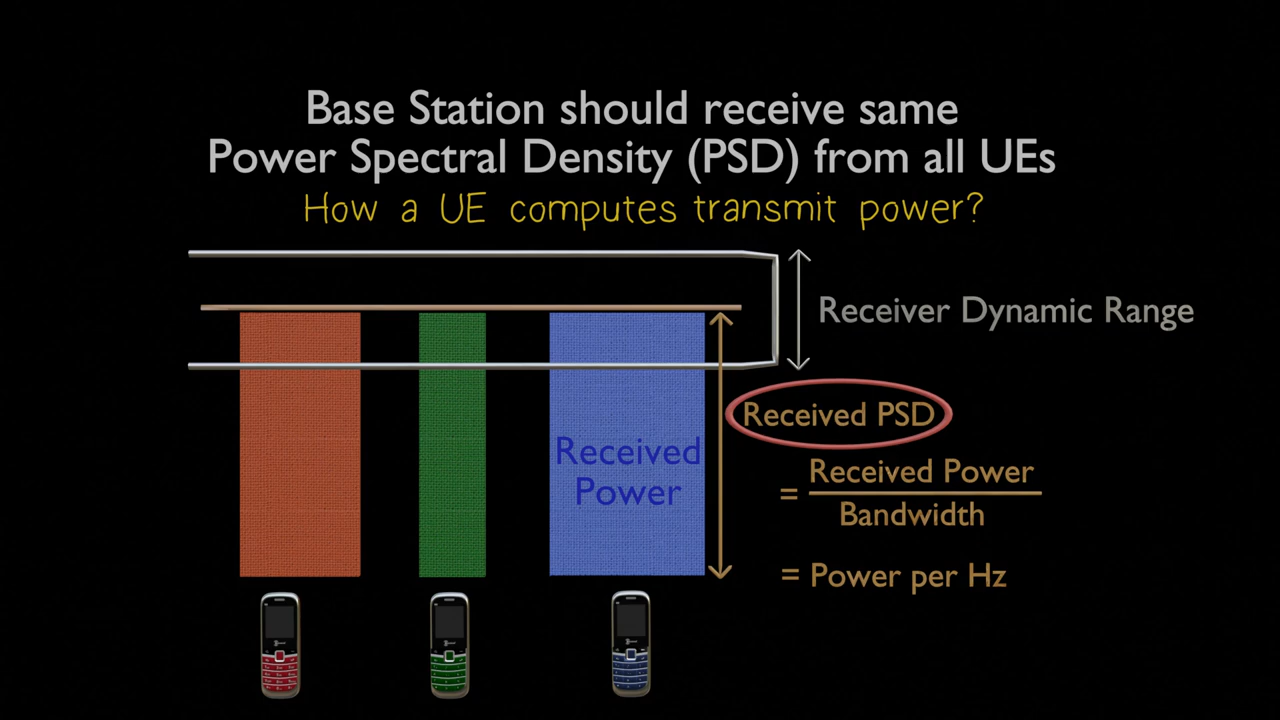 Base Station should receive same
Power Spectral Density (PSD) from all UEs
How a UE computes transmit power?
Receiver Dynamic Range
Received PSD
Received
Power
= Received Power
Bandwidth
= Power per Hz